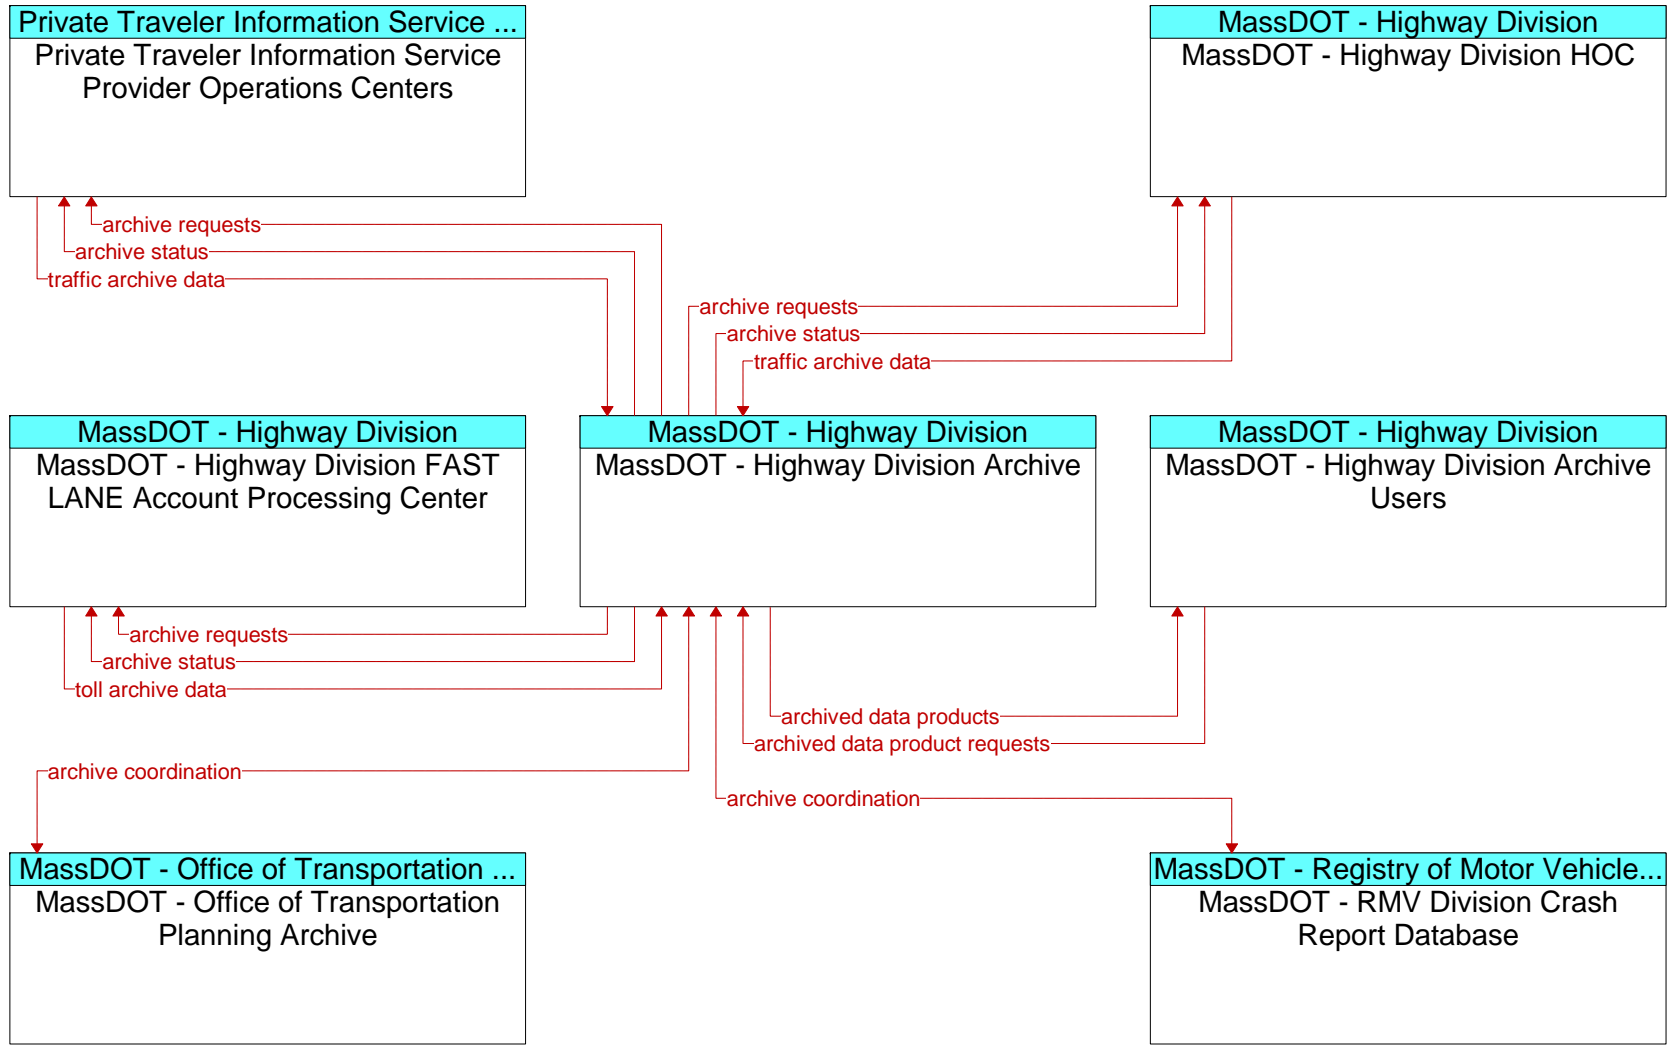 Private Traveler Information Service ...
Private Traveler Information Service
Provider Operations Centers
MassDOT - Highway Division
MassDOT - Highway Division HOC
archive requests
archive status
traffic archive data
archive requests
archive status
traffic archive data
MassDOT - Highway Division
MassDOT - Highway Division FAST
LANE Account Processing Center
MassDOT - Highway Division
MassDOT - Highway Division Archive
MassDOT - Highway Division
MassDOT - Highway Division Archive
Users
archive requests
archive status
toll archive data
archived data products
archived data product requests
archive coordination
archive coordination
MassDOT - Office of Transportation ...
MassDOT - Office of Transportation
Planning Archive
MassDOT - Registry of Motor Vehicle...
MassDOT - RMV Division Crash
Report Database